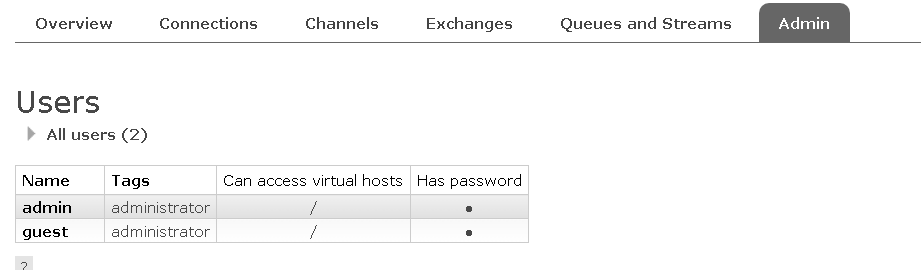 Overview Connections Channels Exchanges Queues and Streams Admin
Users
All users (2)
Name Tags Can access virtual hosts Has password
admin administrator / •
guest administrator / •
?